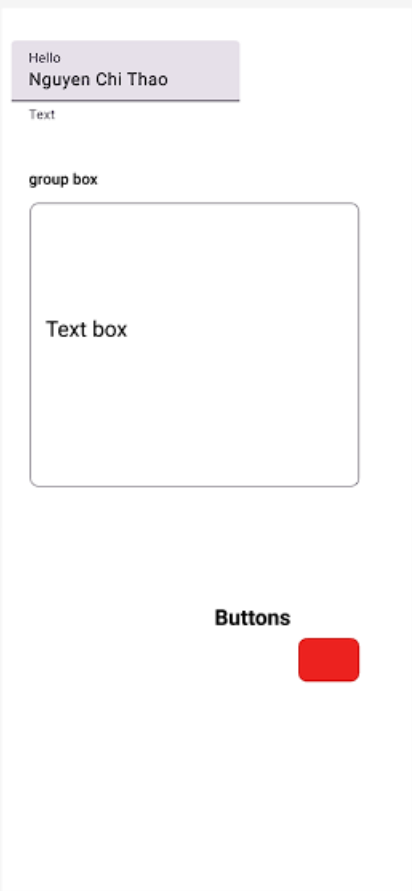 Hello
Nguyen Chi Thao
Text
group box
Text box
Buttons